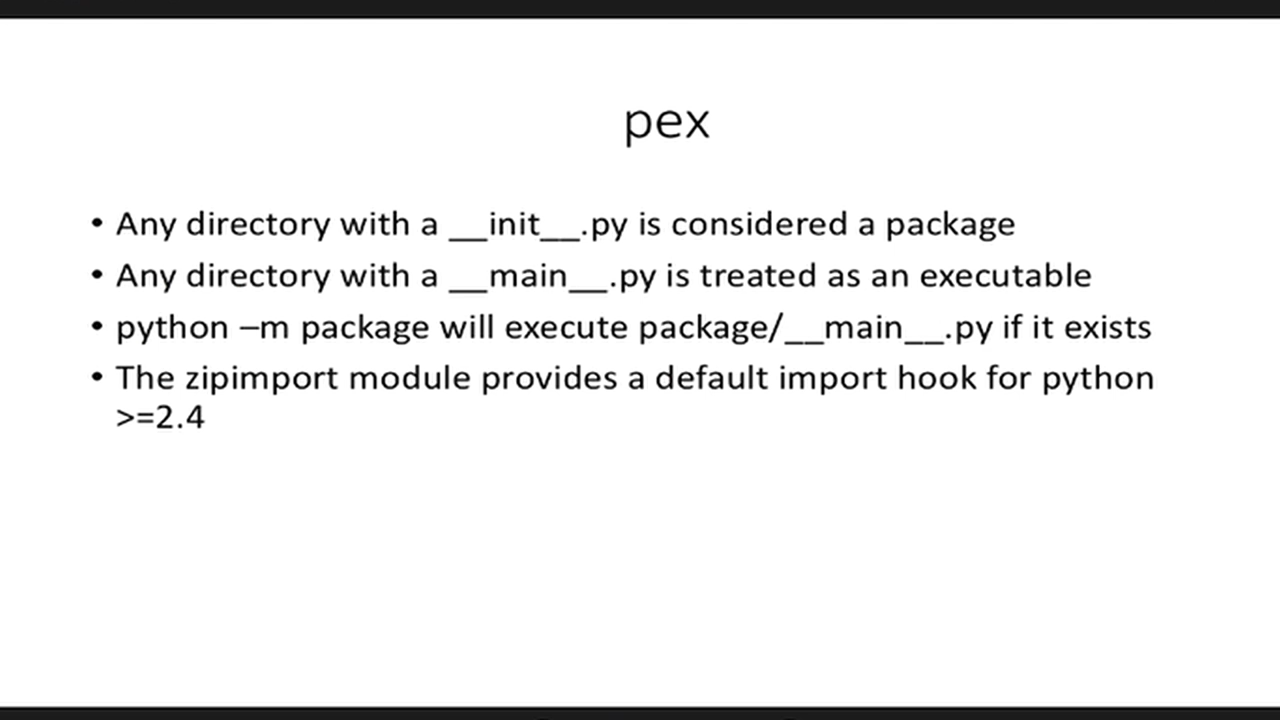 pex
• Any directory with a __init__.py is considered a package
• Any directory with a __main__.py is treated as an executable
• python –m package will execute package/__main__.py if it exists
• The zipimport module provides a default import hook for python
>=2.4